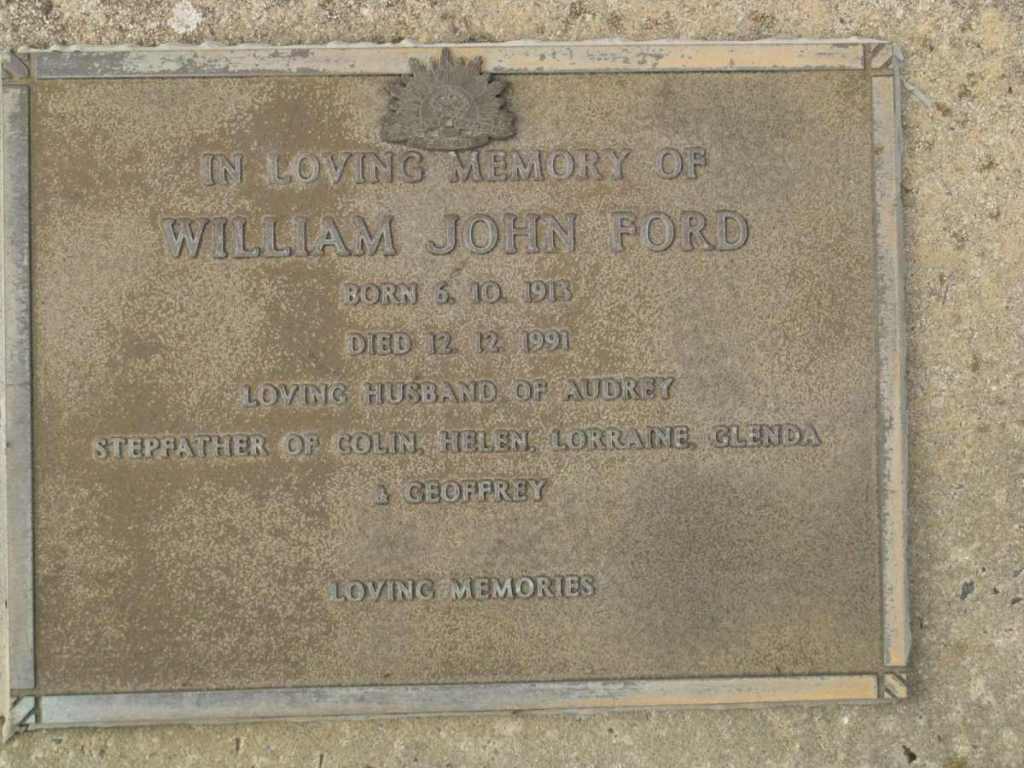 IN LOVING MEMORY OF
WILLIAM JOHN FORD
BORN 6. 10. 1913
DIED 12. 12. 1991
LOVING HUSBAND OF AUDREY
STEPFATHER OF COLIN, HELEN, LORRAINE, GLENDA
& GEOFFREY
LOVING MEMORIES